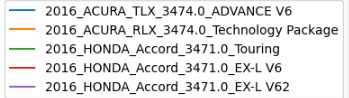 2016_ACURA_TLX_3474.0_ADVANCE V6
2016_ACURA_RLX_3474.0_Technology Package
2016_HONDA_Accord_3471.0_Touring
2016_HONDA_Accord_3471.0_EX-L V6
2016_HONDA_Accord_3471.0_EX-L V62